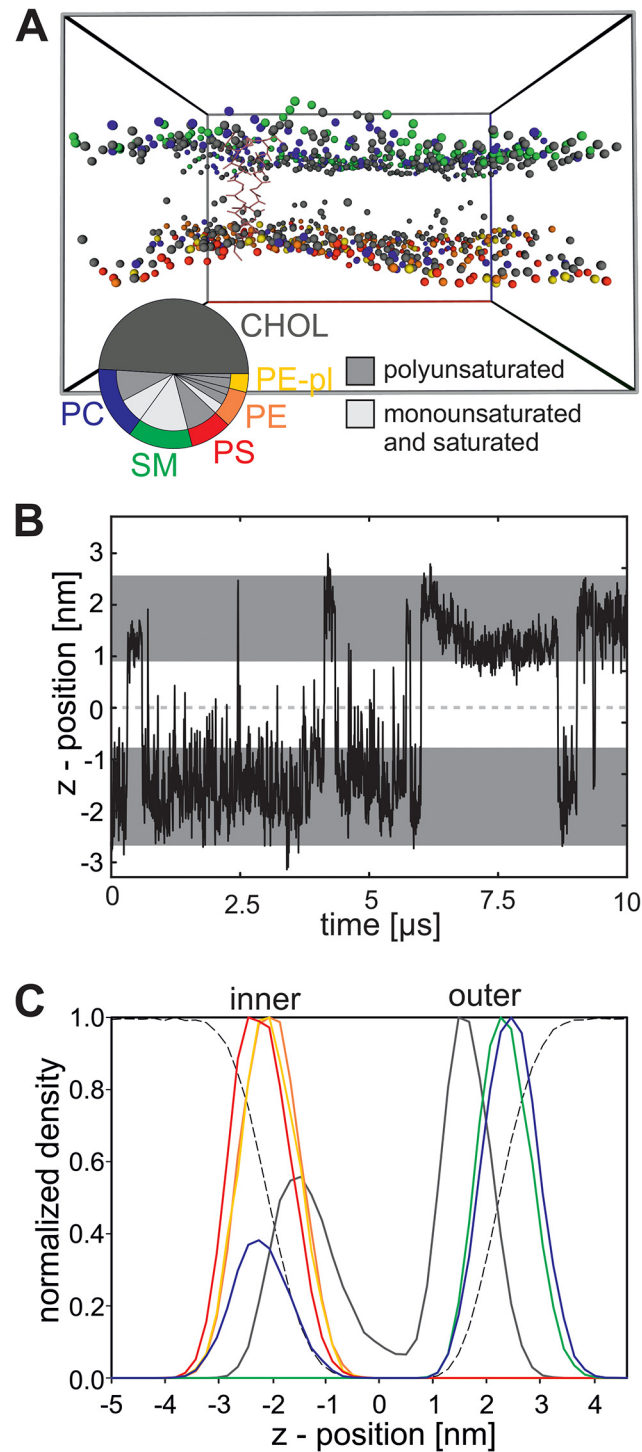 A
CHOL
PE-pl
PE
PS
SM
PC
polyunsaturated
monounsaturated
and saturated
B
z - position [nm]
3
2
1
0
-1
-2
-3
0
2.5
5
7.5
10
time [µs]
C
inner
outer
normalized density
1.0
0.8
0.6
0.4
0.2
0.0
-5
-4
-3
-2
-1
0
1
2
3
4
z - position [nm]